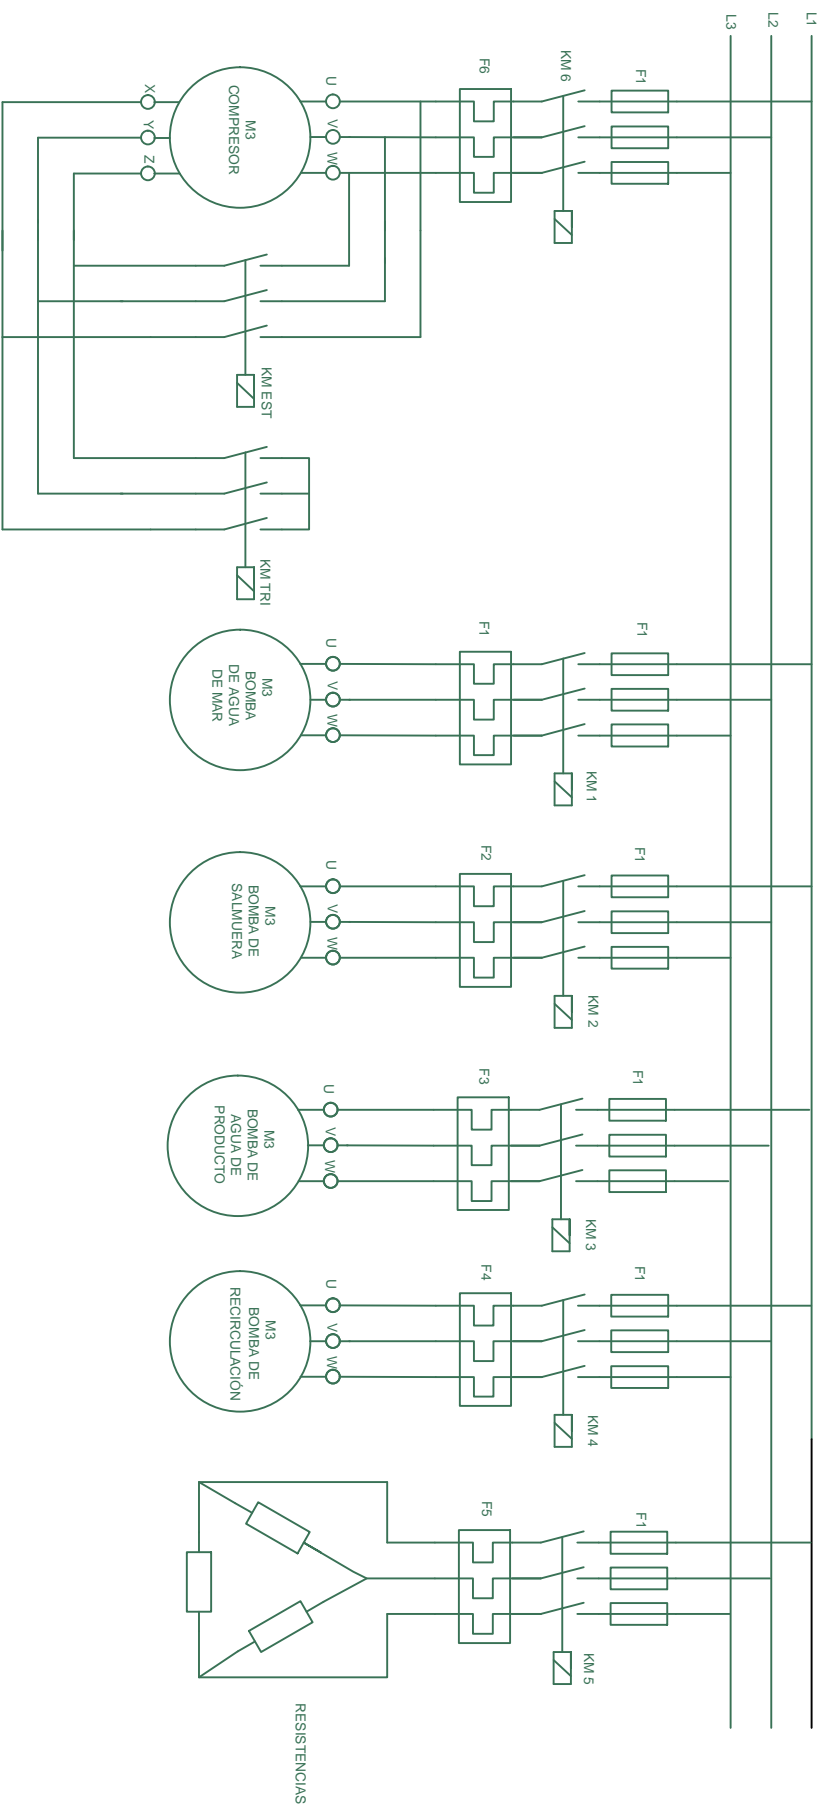 L1
L2
L3
F1
KM 6
F6
U
V
W
M3
COMPRESOR
X
Y
Z
KM EST
KM TRI
F1
KM 1
F1
U
V
W
M3
BOMBA
DE AGUA
DE MAR
F1
KM 2
F2
U
V
W
M3
BOMBA DE
SALMUERA
F1
KM 3
F3
U
V
W
M3
BOMBA DE
AGUA DE
PRODUCTO
F1
KM 4
F4
U
V
W
M3
BOMBA DE
RECIRCULACIÓN
F1
KM 5
F5
RESISTENCIAS